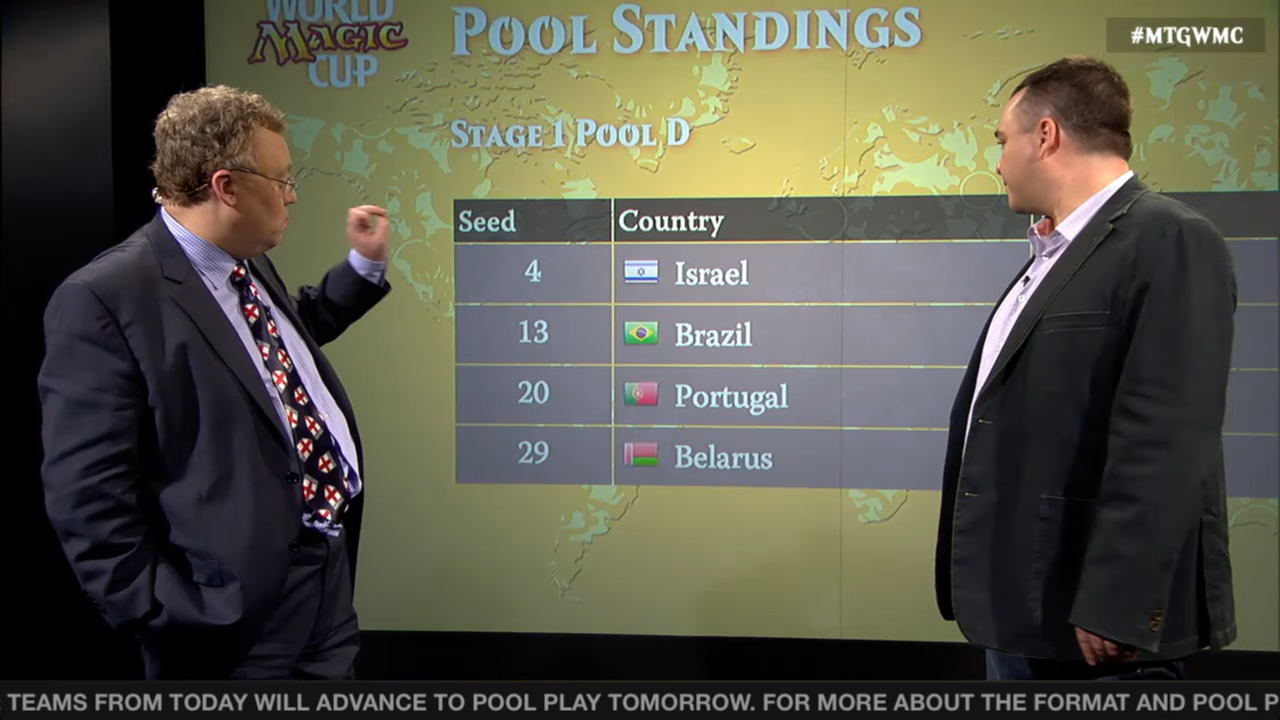 WORLD
MAGIC
CUP
POOL STANDINGS
#MTGWMC
STAGE 1 POOL D
Seed Country
4 Israel
13 Brazil
20 Portugal
29 Belarus
TEAMS FROM TODAY WILL ADVANCE TO POOL PLAY TOMORROW. FOR MORE ABOUT THE FORMAT AND POOL